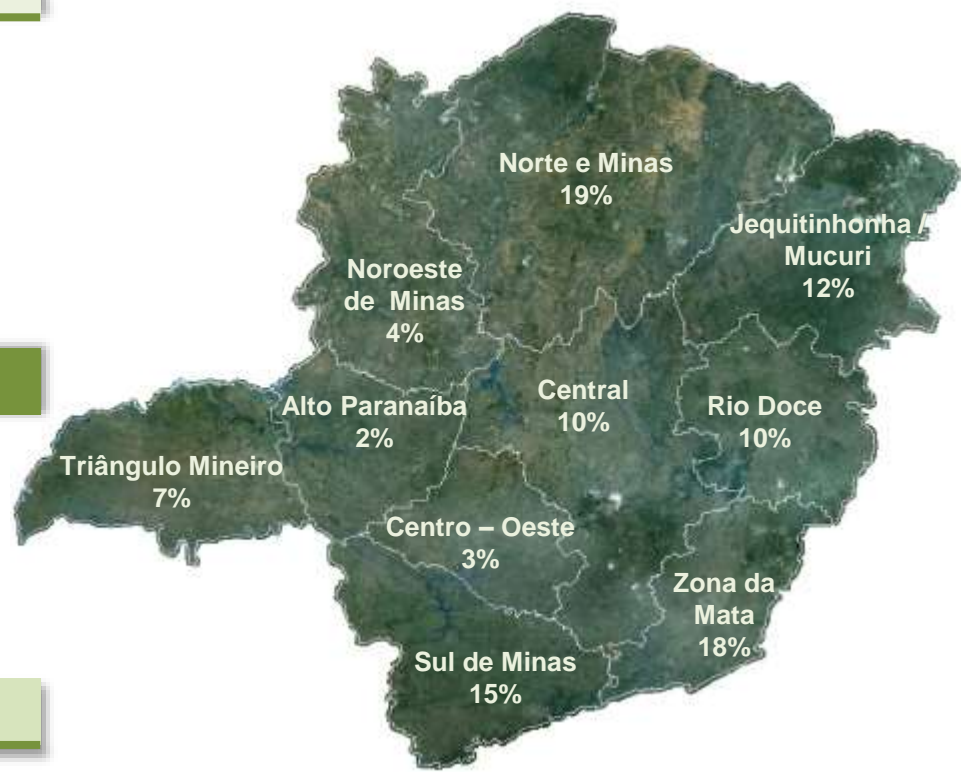 Norte e Minas
19%
Jequitinhonha /
Mucuri
12%
Noroeste
de Minas
4%
Central
10%
Rio Doce
10%
Alto Paranaíba
2%
Triângulo Mineiro
7%
Centro – Oeste
3%
Zona da
Mata
18%
Sul de Minas
15%